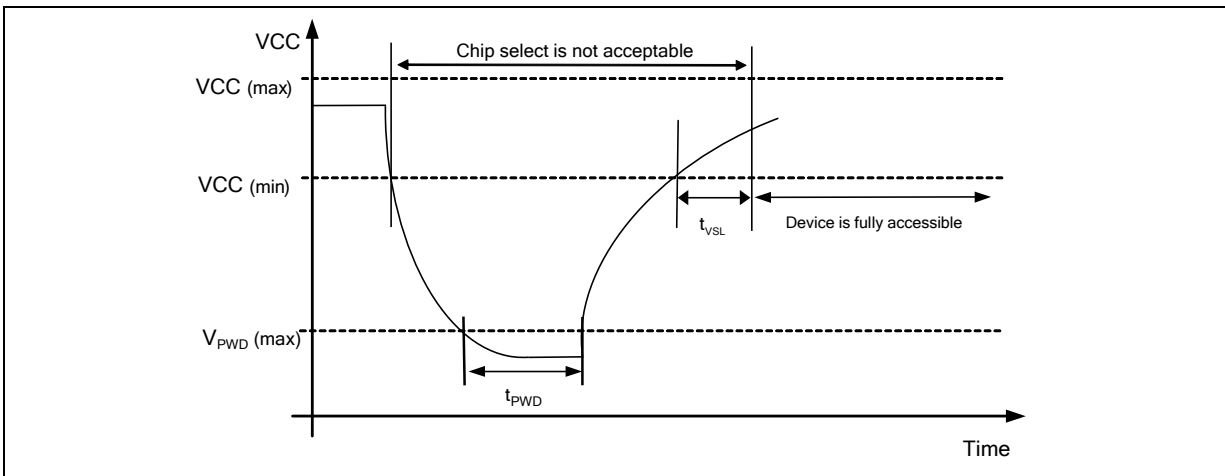 VCC
Chip select is not acceptable
VCC (max)
VCC (min)
tVSL
Device is fully accessible
VPWD (max)
tPWD
Time